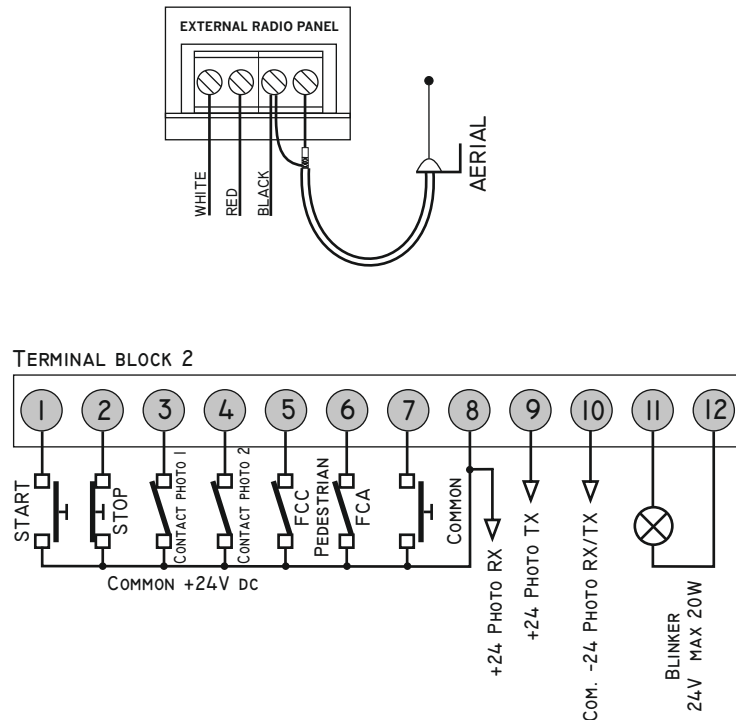 EXTERNAL RADIO PANEL
WHITE
RED
BLACK
AERIAL
TERMINAL BLOCK 2
1 2 3 4 5 6 7 8 9 10 11 12
START
STOP
CONTACT PHOTO 1
CONTACT PHOTO 2
FCC
FCA
PEDESTRIAN
COMMON
COMMON +24V DC
+24 PHOTO RX
+24 PHOTO TX
COM. -24 PHOTO RX/TX
BLINKER
24V MAX 20W